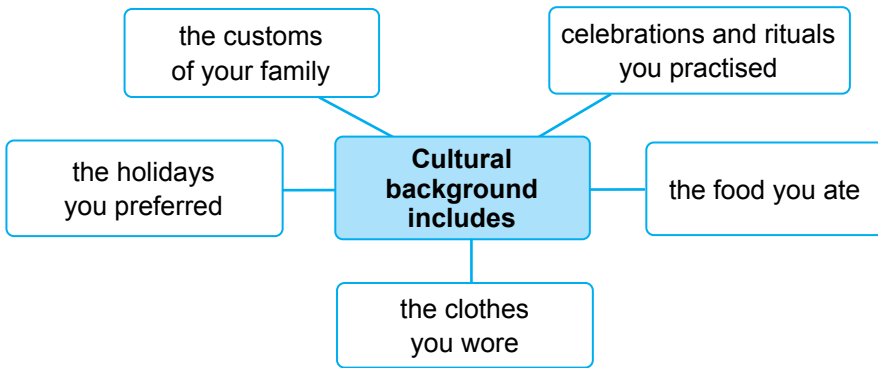 the customs
of your family
celebrations and rituals
you practised
the holidays
you preferred
Cultural
background
includes
the food you ate
the clothes
you wore